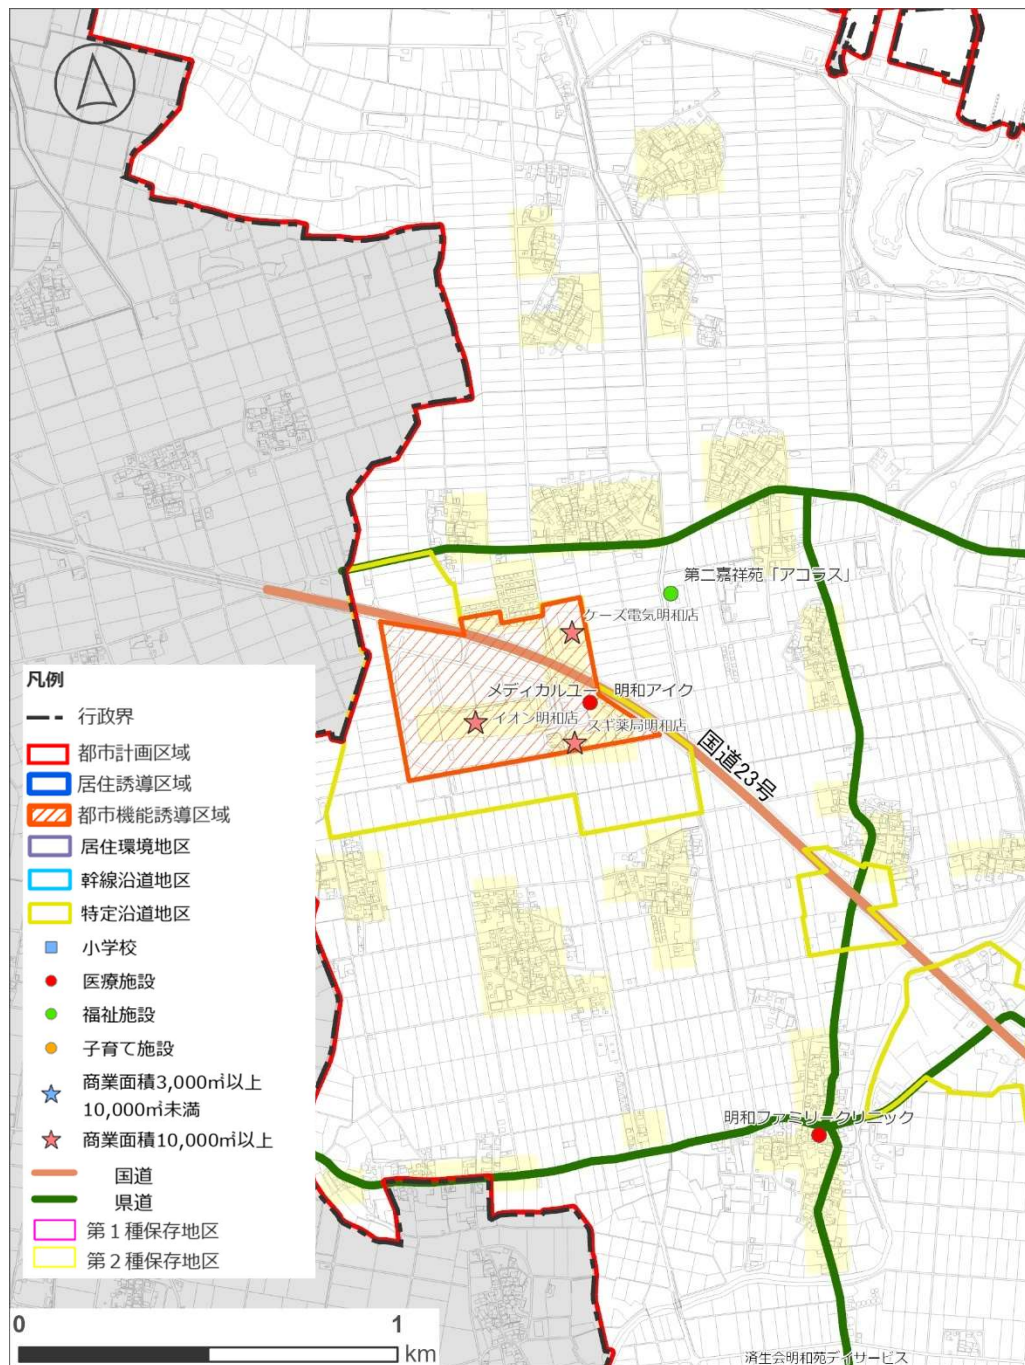 第二嘉祥苑「アコラス」
ケーズ電気明和店
メディカルユー 明和アイク
イオン明和店
スギ薬局明和店
国道23号
凡例
行政界
都市計画区域
居住誘導区域
都市機能誘導区域
居住環境地区
幹線沿道地区
特定沿道地区
小学校
医療施設
福祉施設
子育て施設
商業面積3,000㎡以上
10,000㎡未満
商業面積10,000㎡以上
国道
県道
第1種保存地区
第2種保存地区
明和ファミリークリニック
0 1
km
済生会明和苑デイサービス